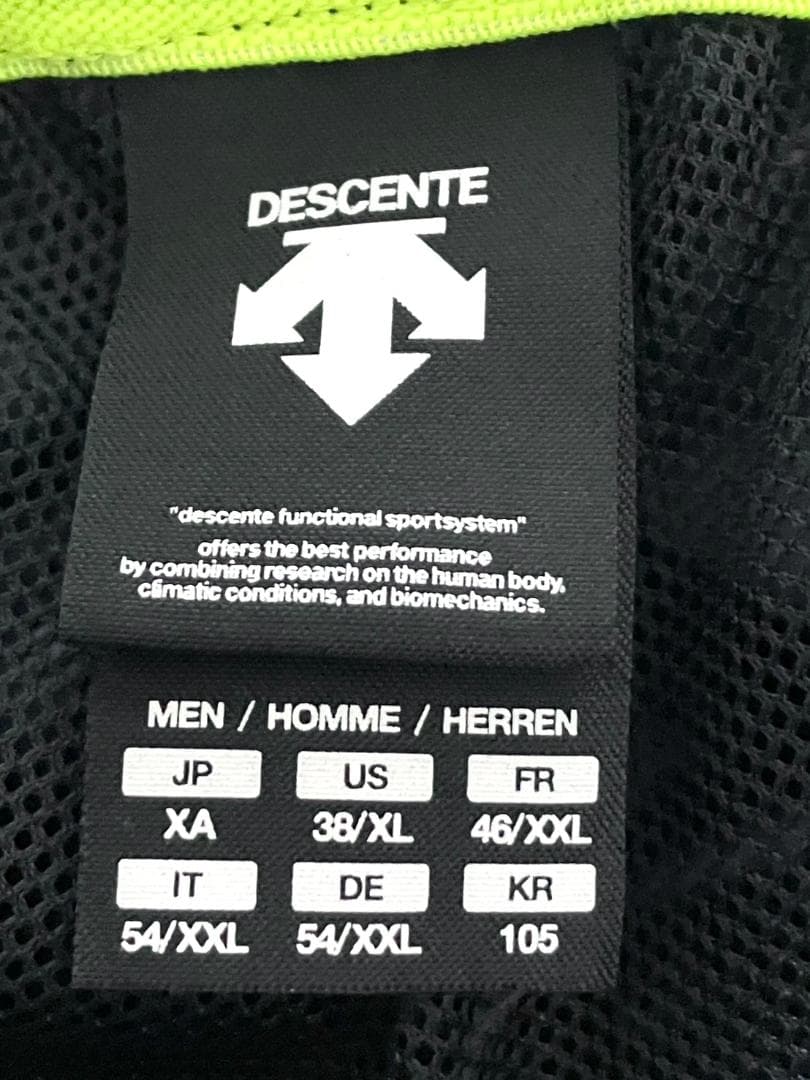 DESCENTE
"descente functional sportsystem"
offers the best performance
by combining research on the human body,
climatic conditions, and biomechanics.
MEN / HOMME / HERREN
JP US FR
XA 38/XL 46/XXL
IT DE KR
54/XXL 54/XXL 105